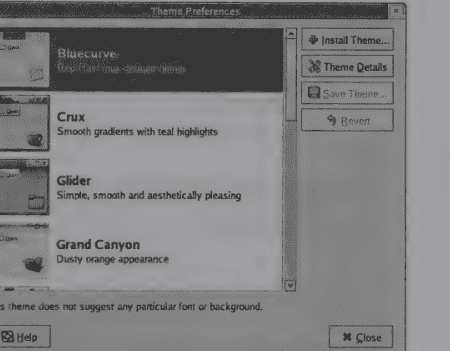 Theme Preferences
Bluecurve
Install Theme...
Theme Details
Crux
Smooth gradients with teal highlights
Save Theme...
Revert
Glider
Simple, smooth and aesthetically pleasing
Grand Canyon
Dusty orange appearance
theme does not suggest any particular font or background.
Help
Close